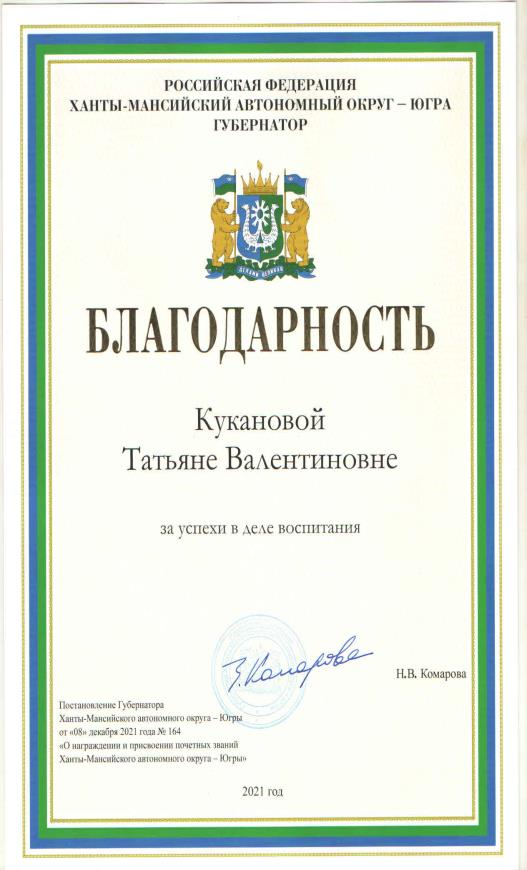 РОССИЙСКАЯ ФЕДЕРАЦИЯ
ХАНТЫ-МАНСИЙСКИЙ АВТОНОМНЫЙ ОКРУГ – ЮГРА
ГУБЕРНАТОР
БЛАГОДАРНОСТЬ
Кукановой
Татьяне Валентиновне
за успехи в деле воспитания
Н.В. Комарова
Постановление Губернатора
Ханты-Мансийского автономного округа – Югры
от «08» декабря 2021 года № 164
«О награждении и присвоении почетных званий
Ханты-Мансийского автономного округа – Югры»
2021 год